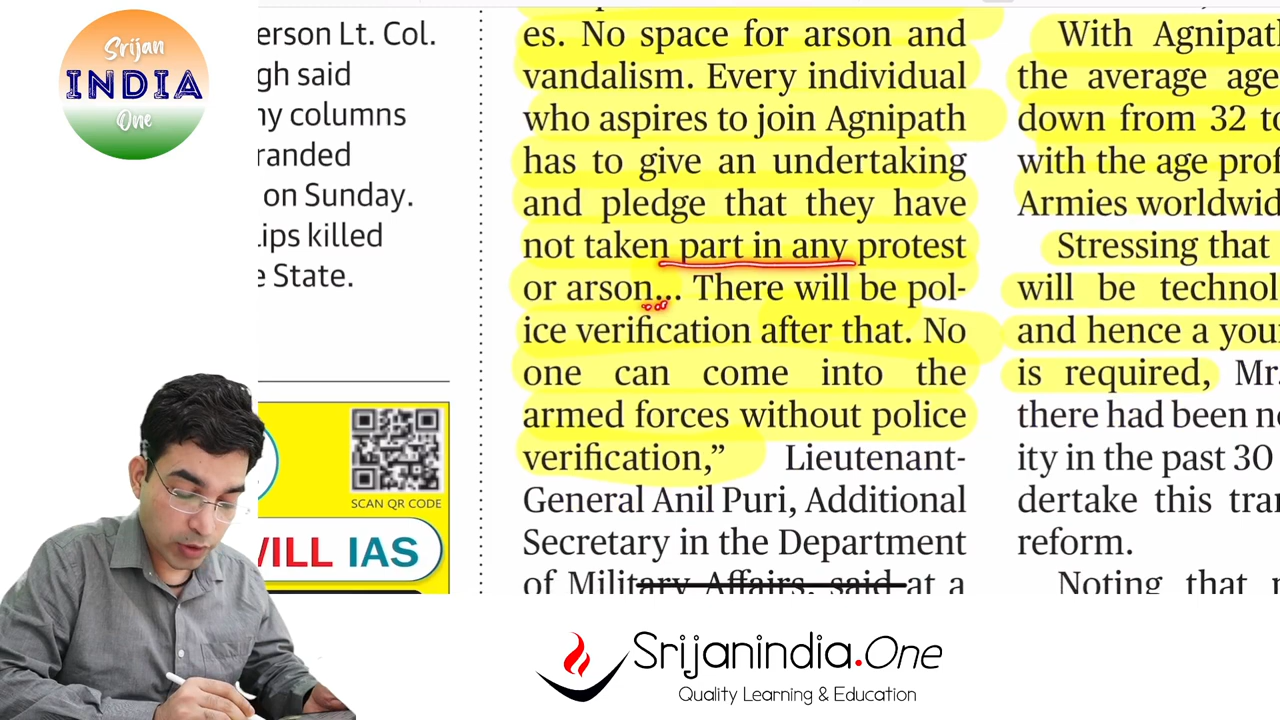 Srijan
INDIA
One
erson Lt. Col.
gh said
ny columns
randed
on Sunday.
lips killed
e State.
SCAN QR CODE
WILL IAS
es. No space for arson and
vandalism. Every individual
who aspires to join Agnipath
has to give an undertaking
and pledge that they have
not taken part in any protest
or arson... There will be pol-
ice verification after that. No
one can come into the
armed forces without police
verification,” Lieutenant-
General Anil Puri, Additional
Secretary in the Department
of Military Affairs, said at a
With Agnipath
the average age
down from 32 to
with the age prof
Armies worldwid
Stressing that
will be technol
and hence a you
is required, Mr.
there had been no
ity in the past 30
dertake this tran
reform.
Noting that
Srijanindia.One
Quality Learning & Education